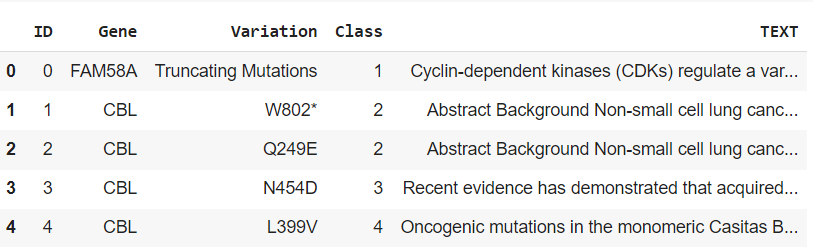 ID Gene Variation Class TEXT
0 0 FAM58A Truncating Mutations 1 Cyclin-dependent kinases (CDKs) regulate a var...
1 1 CBL W802* 2 Abstract Background Non-small cell lung canc...
2 2 CBL Q249E 2 Abstract Background Non-small cell lung canc...
3 3 CBL N454D 3 Recent evidence has demonstrated that acquired...
4 4 CBL L399V 4 Oncogenic mutations in the monomeric Casitas B...